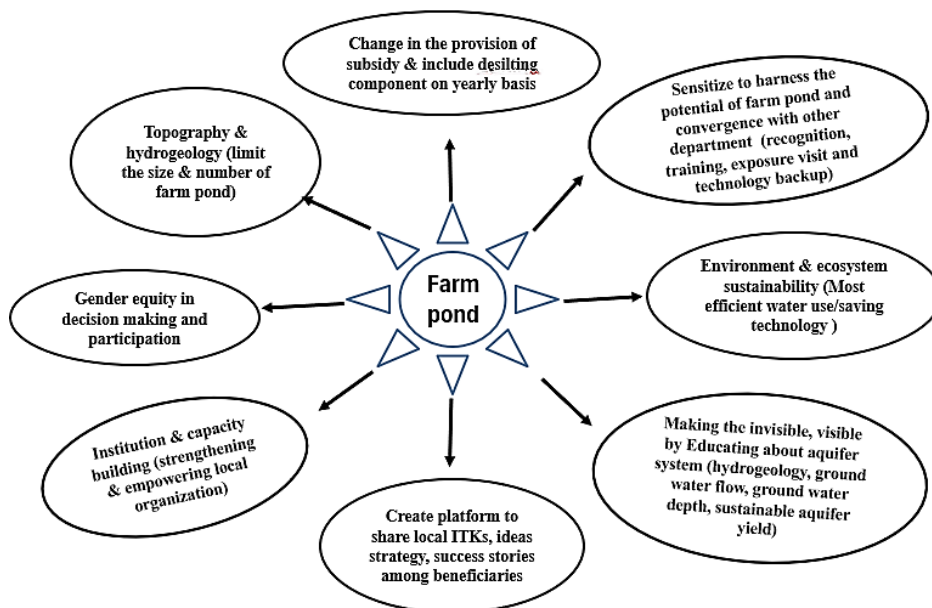 Change in the provision of
subsidy & include desilting
component on yearly basis
Sensitize to harness the
potential of farm pond and
convergence with other
department (recognition,
training, exposure visit and
technology backup)
Topography &
hydrogeology (limit
the size & number of
farm pond)
Farm
pond
Environment & ecosystem
sustainability (Most
efficient water use/saving
technology )
Gender equity in
decision making and
participation
Making the invisible, visible
by Educating about aquifer
system (hydrogeology, ground
water flow, ground water
depth, sustainable aquifer
yield)
Institution & capacity
building (strengthening
& empowering local
organization)
Create platform to
share local ITKs, ideas
strategy, success stories
among beneficiaries